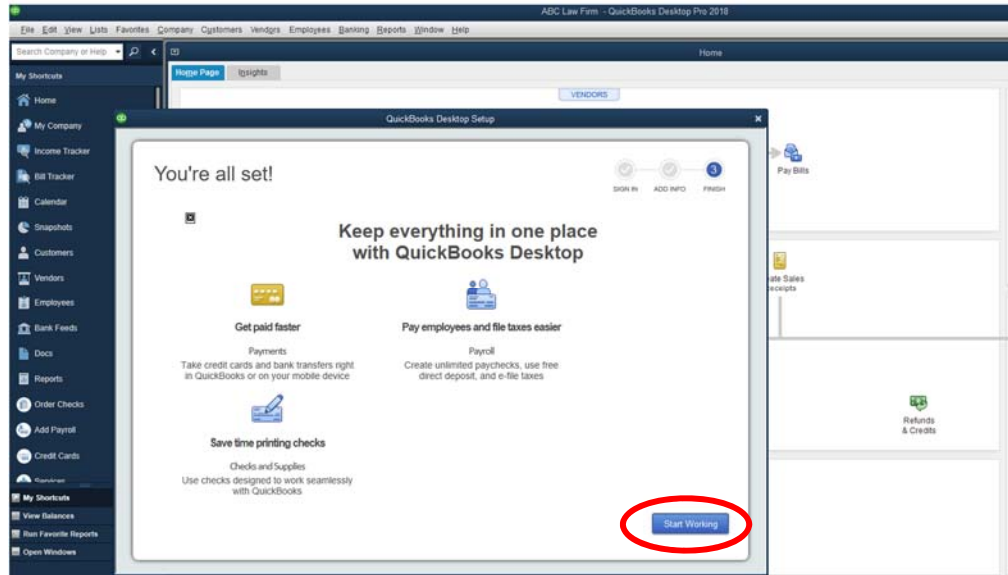 ABC Law Firm - QuickBooks Desktop Pro 2018
File Edit View Lists Favorites Company Customers Vendors Employees Banking Reports Window Help
Search Company or Help
Home
My Shortcuts
Home Page Insights
Home
VENDORS
My Company
QuickBooks Desktop Setup
Income Tracker
Bill Tracker
Calendar
Snapshots
Customers
Vendors
Employees
Bank Feeds
Docs
Reports
Order Checks
Add Payroll
Credit Cards
Services
My Shortcuts
View Balances
Run Favorite Reports
Open Windows
You're all set!
3
SIGN IN ADD INFO FINISH
Keep everything in one place
with QuickBooks Desktop
Get paid faster
Payments
Take credit cards and bank transfers right
in QuickBooks or on your mobile device
Pay employees and file taxes easier
Payroll
Create unlimited paychecks, use free
direct deposit, and e-file taxes
Save time printing checks
Checks and Supplies
Use checks designed to work seamlessly
with QuickBooks
Start Working
Pay Bills
ate Sales
eceipts
Refunds
& Credits